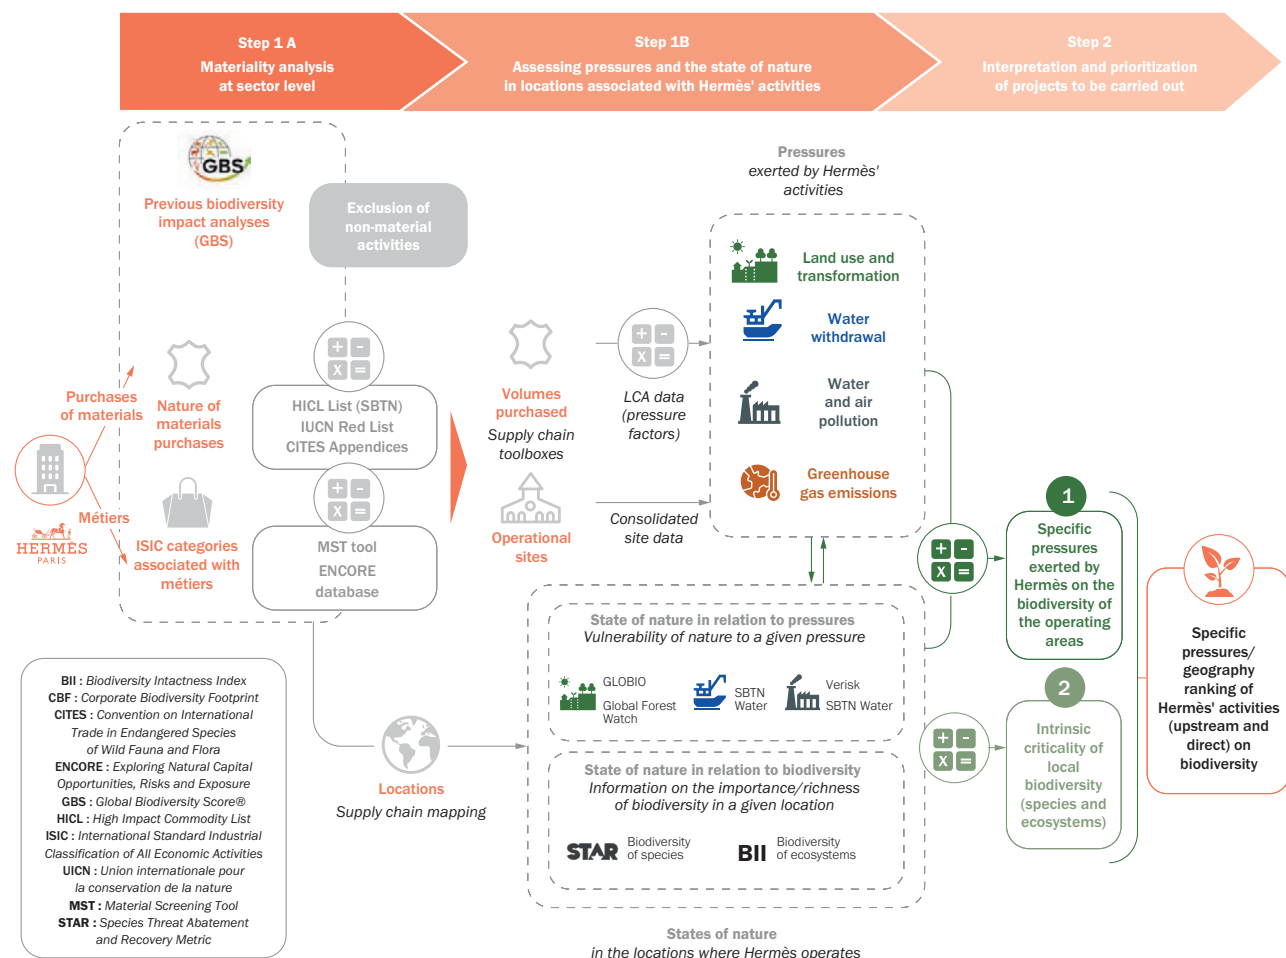 Step 1 A
Materiality analysis
at sector level
Step 1B
Assessing pressures and the state of nature
in locations associated with Hermès' activities
Step 2
Interpretation and prioritization
of projects to be carried out
GBS
Previous biodiversity
impact analyses
(GBS)
Exclusion of
non-material
activities
Purchases
of materials
Nature of
materials
purchases
HICL List (SBTN)
IUCN Red List
CITES Appendices
HERMÈS
PARIS
Métiers
ISIC categories
associated with
métiers
MST tool
ENCORE
database
Volumes
purchased
Supply chain
toolboxes
Operational
sites
LCA data
(pressure
factors)
Consolidated
site data
Pressures
exerted by Hermès'
activities
Land use and
transformation
Water
withdrawal
Water
and air
pollution
Greenhouse
gas emissions
Locations
Supply chain mapping
State of nature in relation to pressures
Vulnerability of nature to a given pressure
GLOBIO
Global Forest
Watch
SBTN
Water
Verisk
SBTN Water
State of nature in relation to biodiversity
Information on the importance/richness
of biodiversity in a given location
STAR
Biodiversity
of species
BII
Biodiversity
of ecosystems
States of nature
in the locations where Hermès operates
1
Specific
pressures
exerted by
Hermès on the
biodiversity of
the operating
areas
2
Intrinsic
criticality of
local
biodiversity
(species and
ecosystems)
Specific
pressures/
geography
ranking of
Hermès' activities
(upstream and
direct) on
biodiversity
BII : Biodiversity Intactness Index
CBF : Corporate Biodiversity Footprint
CITES : Convention on International
Trade in Endangered Species
of Wild Fauna and Flora
ENCORE : Exploring Natural Capital
Opportunities, Risks and Exposure
GBS : Global Biodiversity Score®
HICL : High Impact Commodity List
ISIC : International Standard Industrial
Classification of All Economic Activities
UICN : Union internationale pour
la conservation de la nature
MST : Material Screening Tool
STAR : Species Threat Abatement
and Recovery Metric